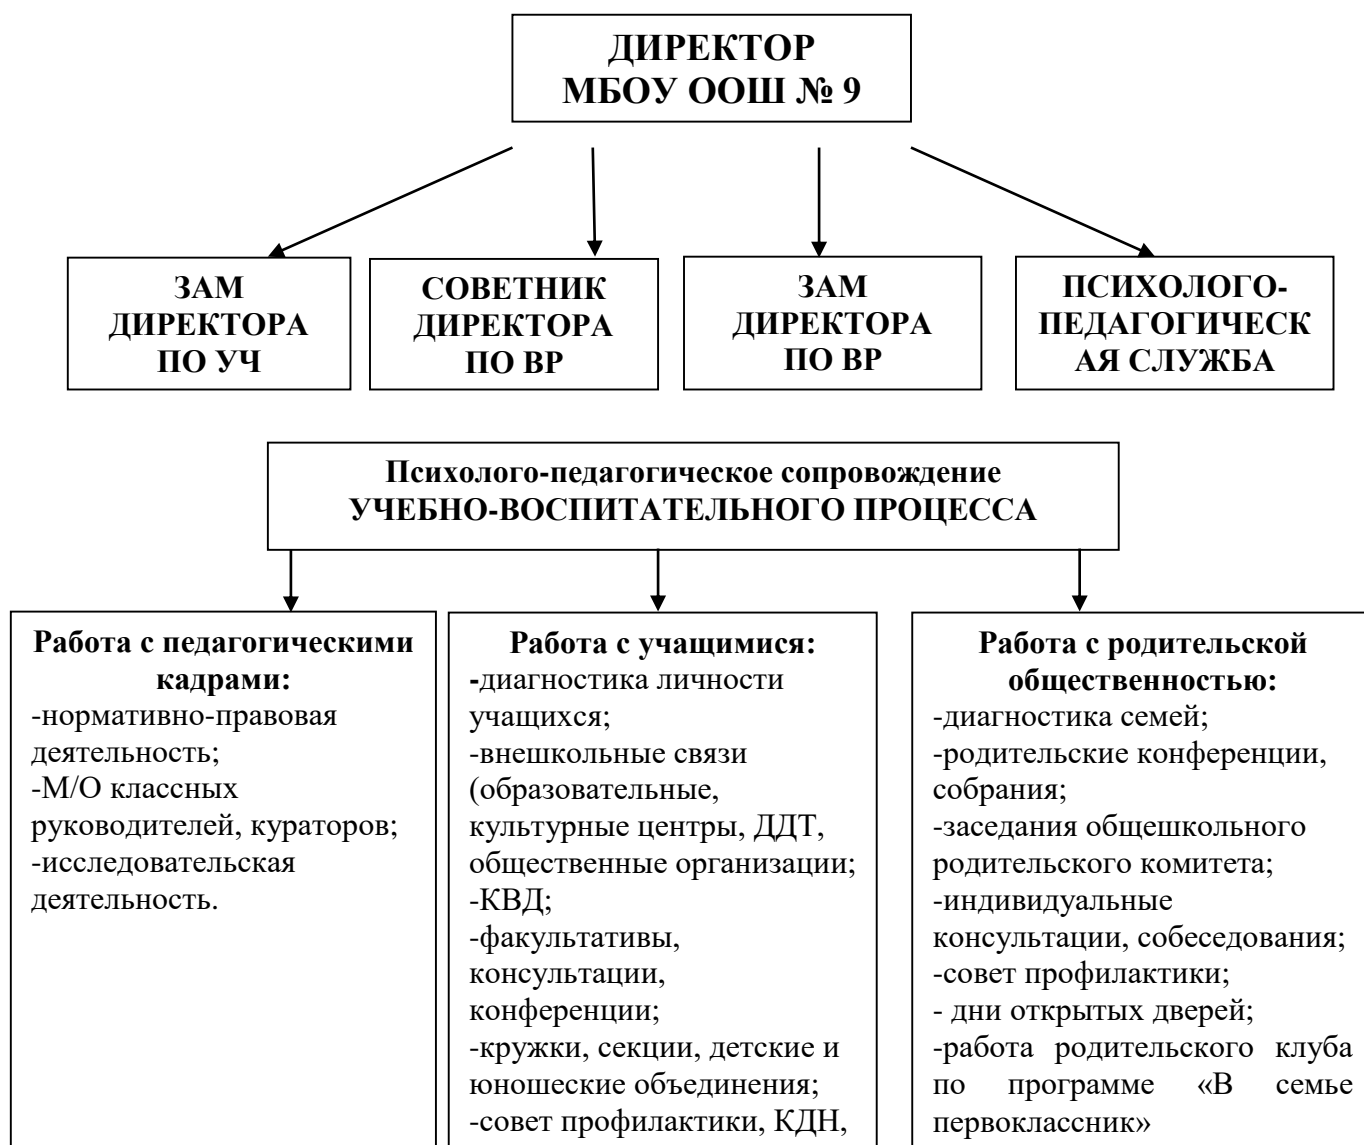 ДИРЕКТОР
МБОУ ООШ № 9
ЗАМ
ДИРЕКТОРА
ПО УЧ
СОВЕТНИК
ДИРЕКТОРА
ПО ВР
ЗАМ
ДИРЕКТОРА
ПО ВР
ПСИХОЛОГО-
ПЕДАГОГИЧЕСК
АЯ СЛУЖБА
Психолого-педагогическое сопровождение
УЧЕБНО-ВОСПИТАТЕЛЬНОГО ПРОЦЕССА
Работа с педагогическими
кадрами:
-нормативно-правовая
деятельность;
-М/О классных
руководителей, кураторов;
-исследовательская
деятельность.
Работа с учащимися:
-диагностика личности
учащихся;
-внешкольные связи
(образовательные,
культурные центры, ДДТ,
общественные организации;
-КВД;
-факультативы,
консультации,
конференции;
-кружки, секции, детские и
юношеские объединения;
-совет профилактики, КДН,
Работа с родительской
общественностью:
-диагностика семей;
-родительские конференции,
собрания;
-заседания общешкольного
родительского комитета;
-индивидуальные
консультации, собеседования;
-совет профилактики;
- дни открытых дверей;
-работа родительского клуба
по программе «В семье
первоклассник»